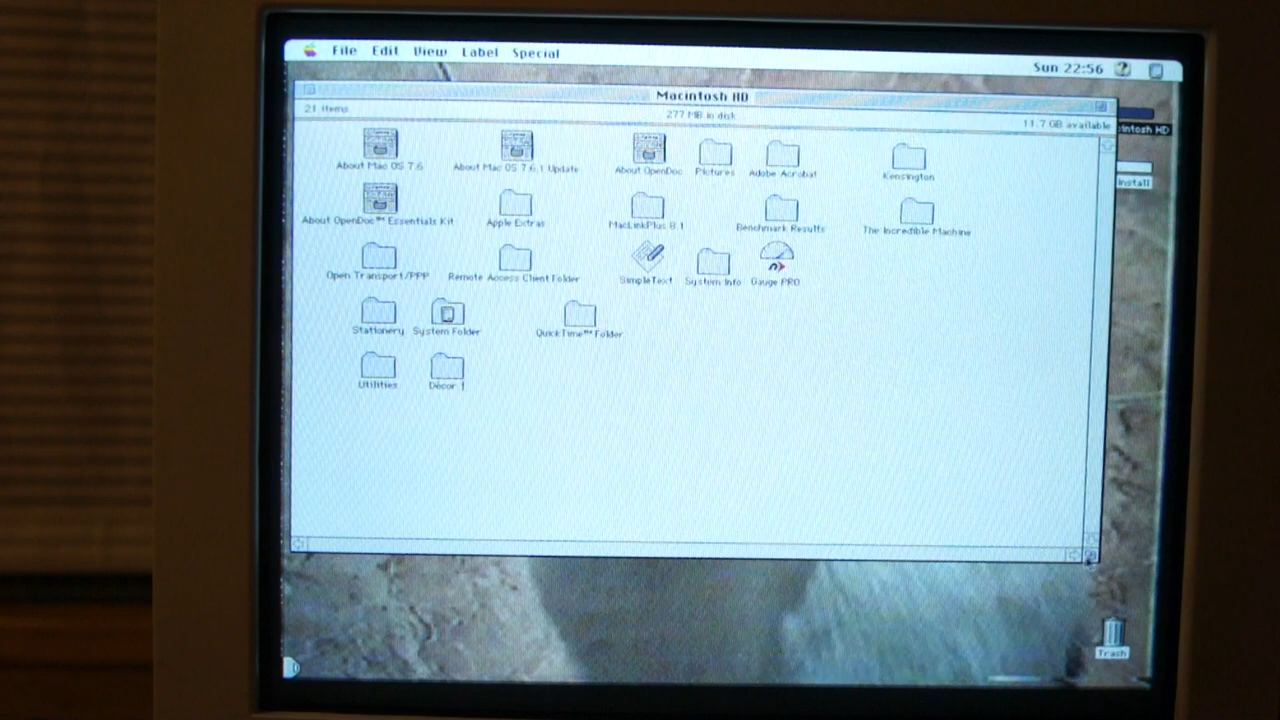 File Edit View Label Special
Sun 22:56
Macintosh HD
21 items
277 MB in disk
11.7 GB available
About Mac OS 7.6
About Mac OS 7.6.1 Update
About OpenDoc
Pictures
Adobe Acrobat
Kensington
About OpenDoc™ Essentials Kit
Apple Extras
MacLinkPlus 8.1
Benchmark Results
The Incredible Machine
Open Transport/PPP
Remote Access Client Folder
SimpleText
System Info
Gauge PRO
Stationery
System Folder
QuickTime™ Folder
Utilities
Décor 1
intosh HD
Install
Trash